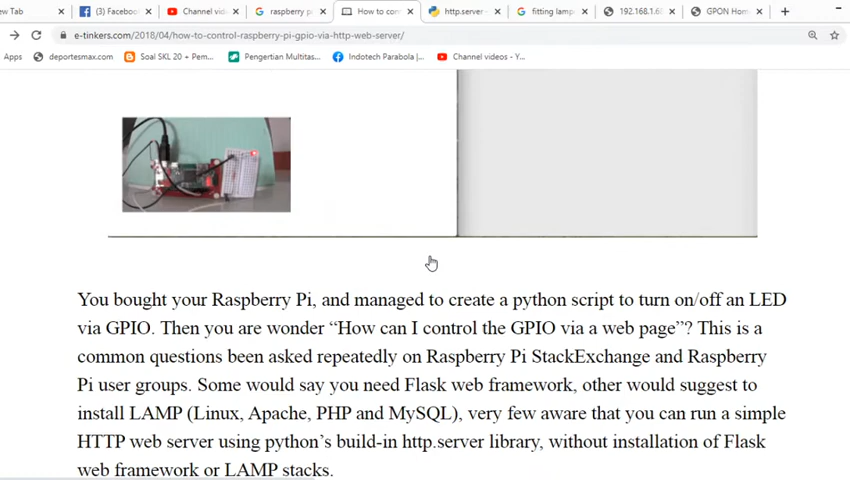 ew Tab (3) Facebook Channel vide raspberry pi How to con http.server - fitting lamp 192.168.1.68 GPON Hom
e-tinkers.com/2018/04/how-to-control-raspberry-pi-gpio-via-http-web-server/
Apps deportesmax.com Soal SKL 20 + Pem... Pengertian Multitas... Indotech Parabola |... Channel videos - Y...
You bought your Raspberry Pi, and managed to create a python script to turn on/off an LED
via GPIO. Then you are wonder “How can I control the GPIO via a web page”? This is a
common questions been asked repeatedly on Raspberry Pi StackExchange and Raspberry
Pi user groups. Some would say you need Flask web framework, other would suggest to
install LAMP (Linux, Apache, PHP and MySQL), very few aware that you can run a simple
HTTP web server using python’s build-in http.server library, without installation of Flask
web framework or LAMP stacks.